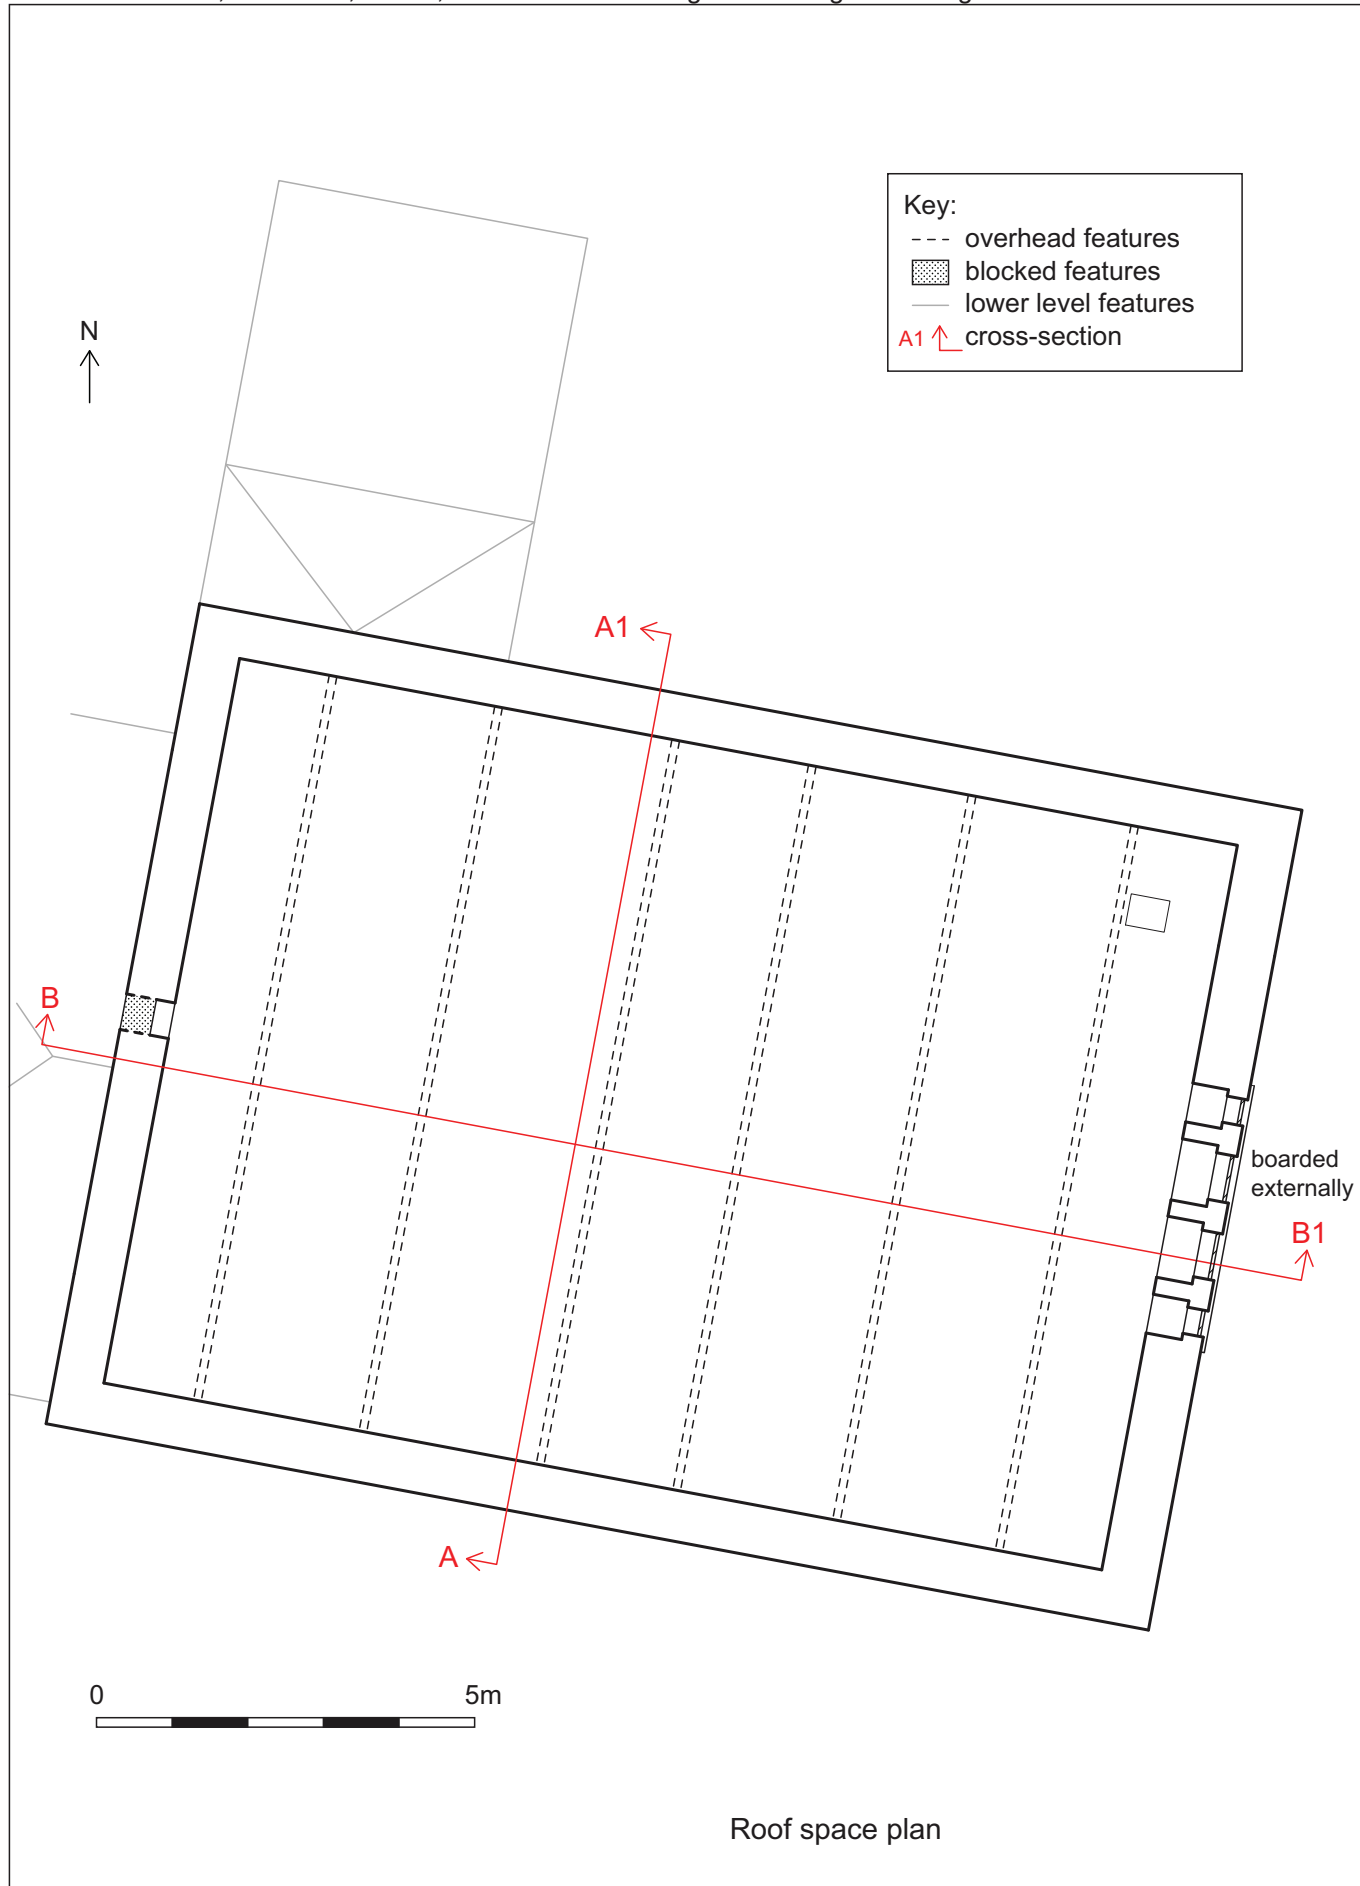 Key:
overhead features
blocked features
lower level features
A1 cross-section
N
A1
B
boarded
externally
B1
A
0 5m
Roof space plan